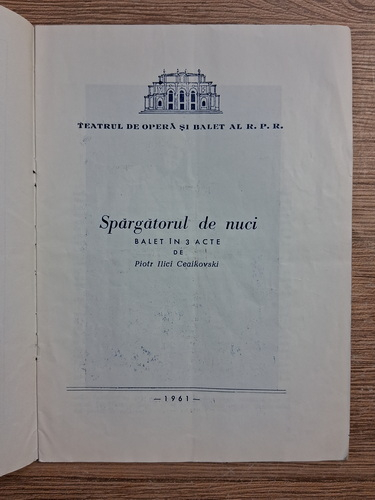 TEATRUL DE OPERĂ ȘI BALET AL R. P. R.
Spărgătorul de nuci
BALET ÎN 3 ACTE
DE
Piotr Ilici Ceaikovski
— 1961 —